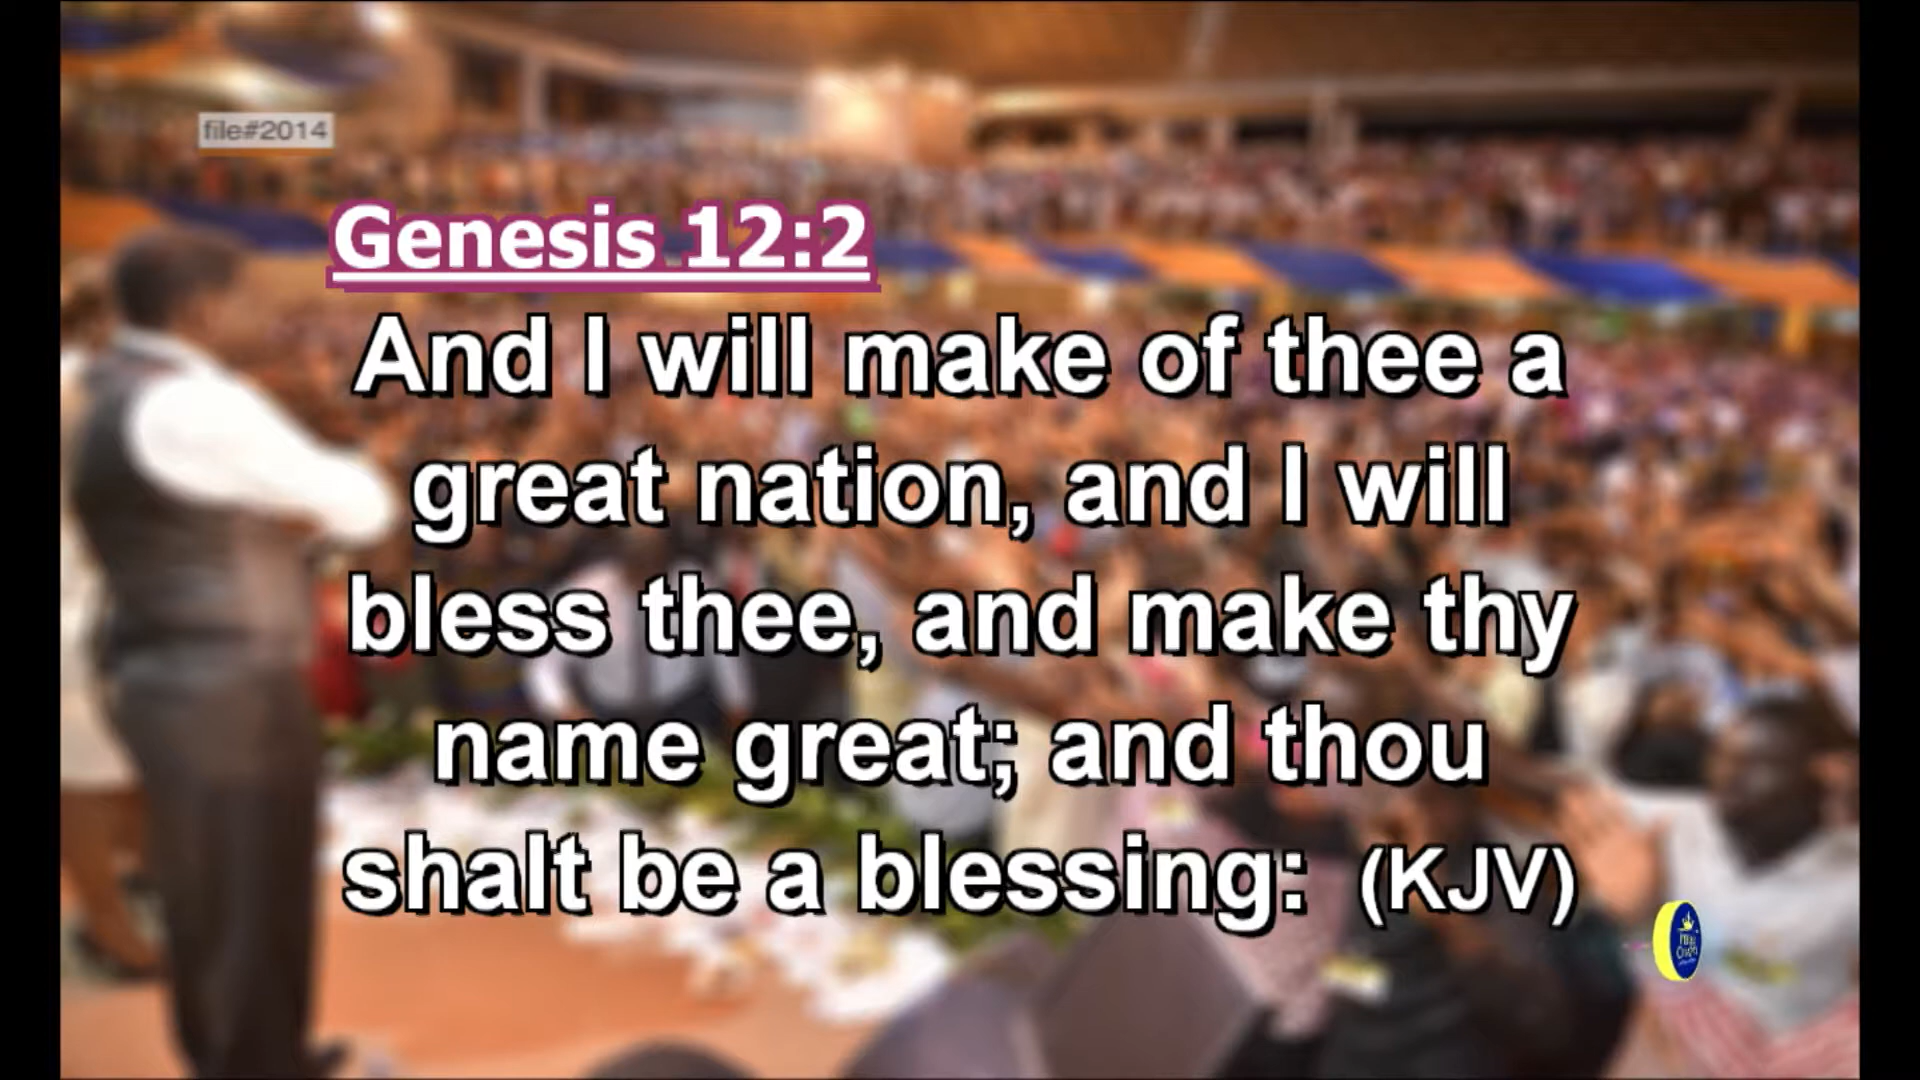 file#2014
Genesis 12:2
And I will make of thee a
great nation, and I will
bless thee, and make thy
name great; and thou
shalt be a blessing: (KJV)